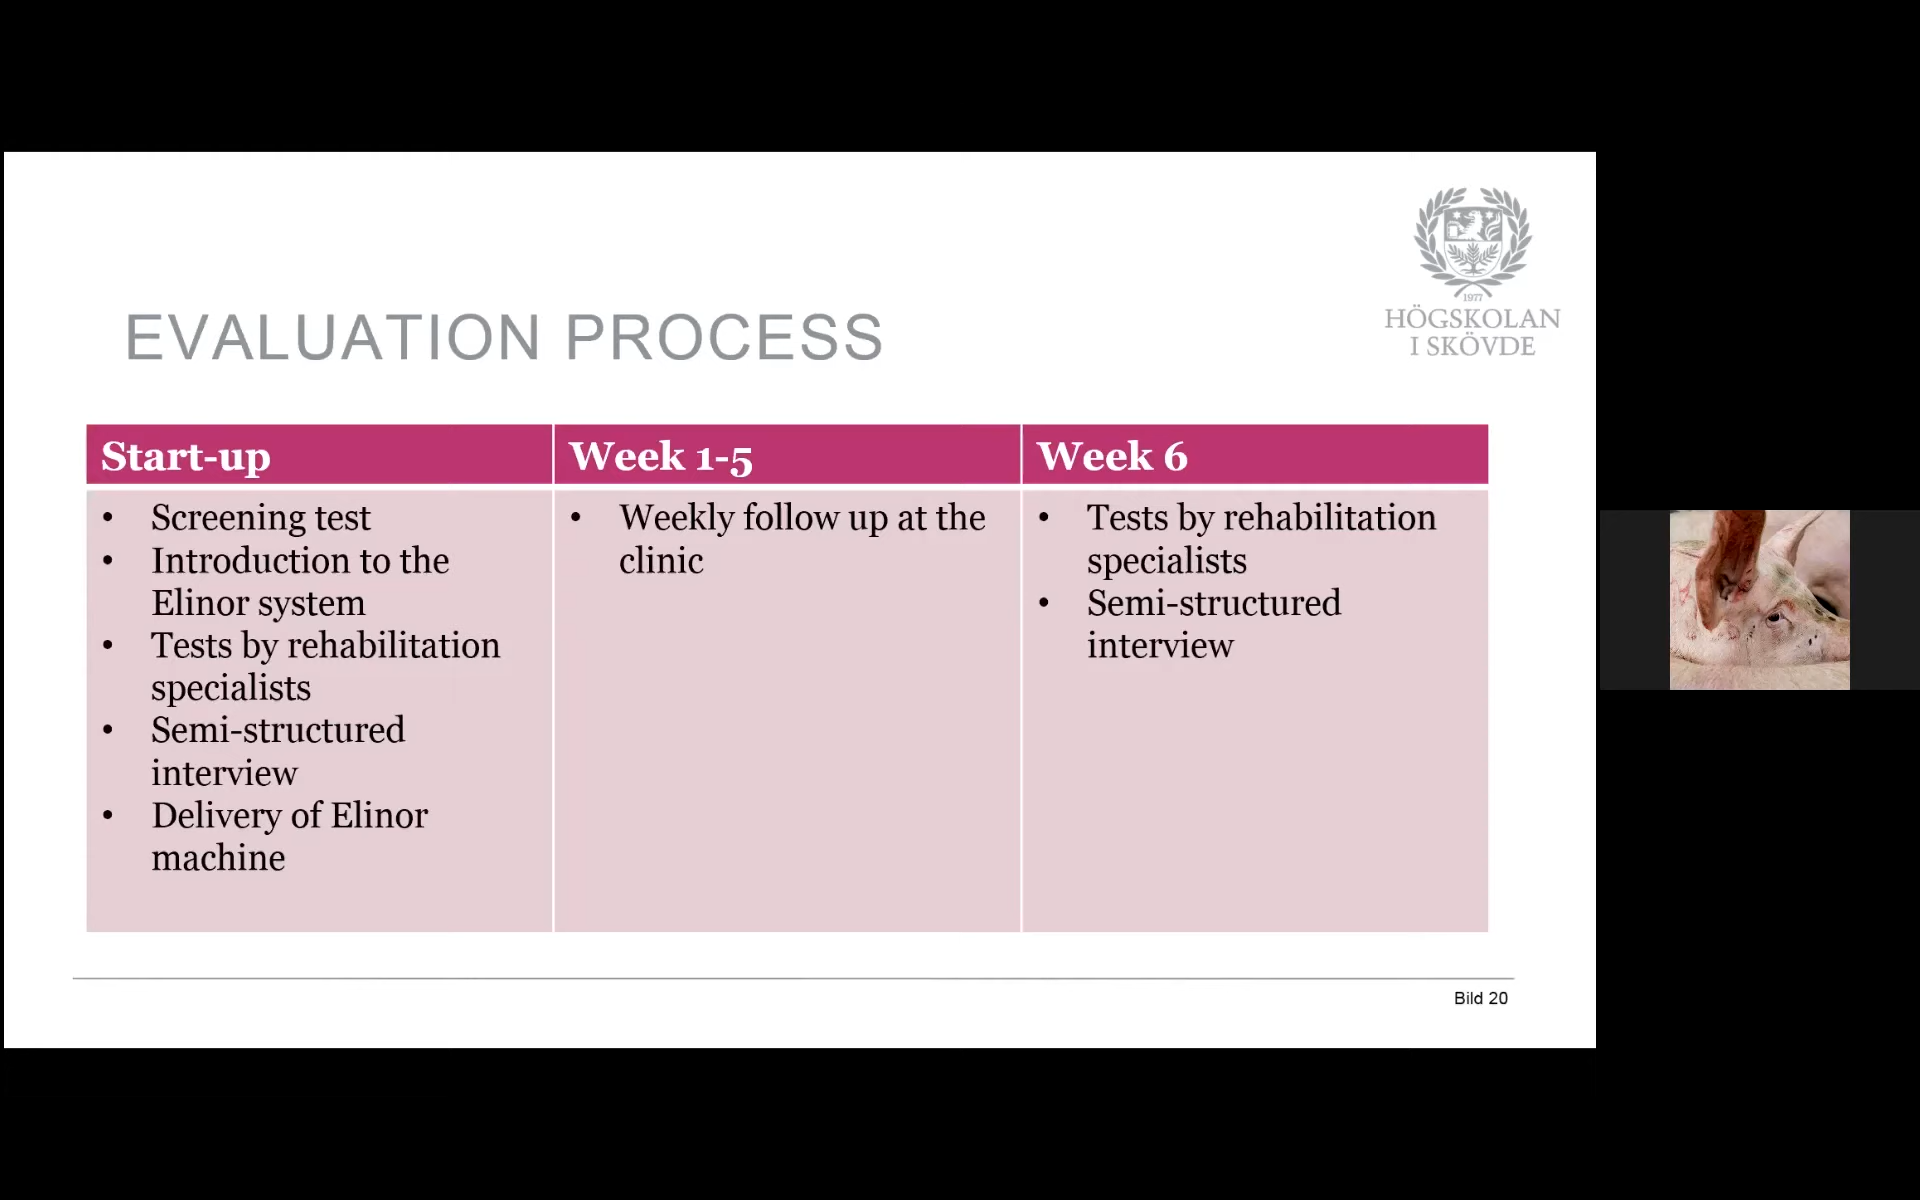 1977
HÖGSKOLAN
I SKÖVDE
EVALUATION PROCESS
Start-up
• Screening test
• Introduction to the
Elinor system
• Tests by rehabilitation
specialists
• Semi-structured
interview
• Delivery of Elinor
machine
Week 1-5
• Weekly follow up at the
clinic
Week 6
• Tests by rehabilitation
specialists
• Semi-structured
interview
Bild 20